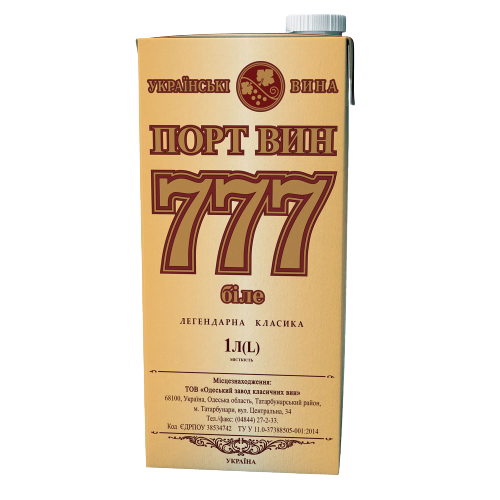 УКРАЇНСЬКІ ВИНА
ПОРТ ВИН
777
біле
ЛЕГЕНДАРНА КЛАСИКА
1Л(L)
місткість
Місцезнаходження:
ТОВ «Одеський завод класичних вин»
68100, Україна, Одеська область, Татарбунарський район,
м. Татарбунари, вул. Центральна, 34
Тел./факс: (04844) 27-2-33.
Код ЄДРПОУ 38534742 ТУ У 11.0-37388505-001:2014
УКРАЇНА